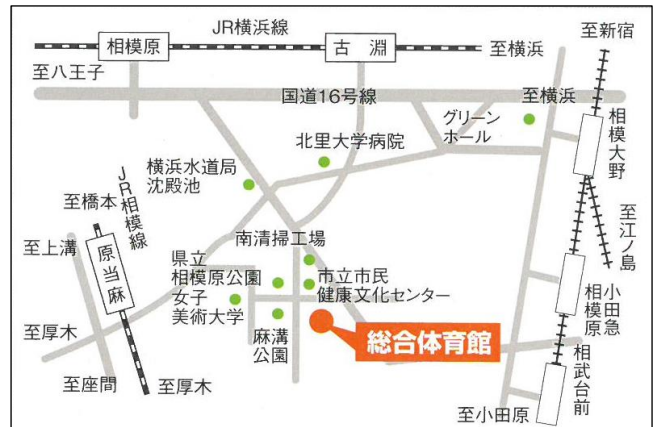 JR横浜線
至新宿
相模原
古　淵
至横浜
至八王子
国道16号線
至横浜
グリーン
ホール
相模大野
北里大学病院
横浜水道局
沈殿池
JR相模線
至橋本
至江ノ島
至上溝
原当麻
南清掃工場
県立
相模原公園
市立市民
健康文化センター
女子
美術大学
小田急
相模原
麻溝
公園
総合体育館
至厚木
相武台前
至座間
至厚木
至小田原